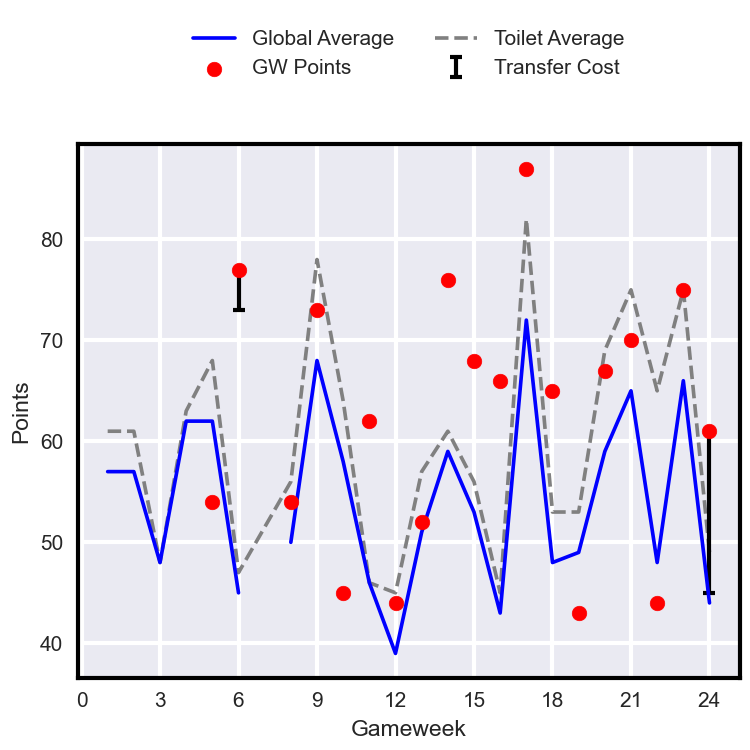 Global Average Toilet Average
GW Points Transfer Cost
80
70
60
50
40
Points
0 3 6 9 12 15 18 21 24
Gameweek